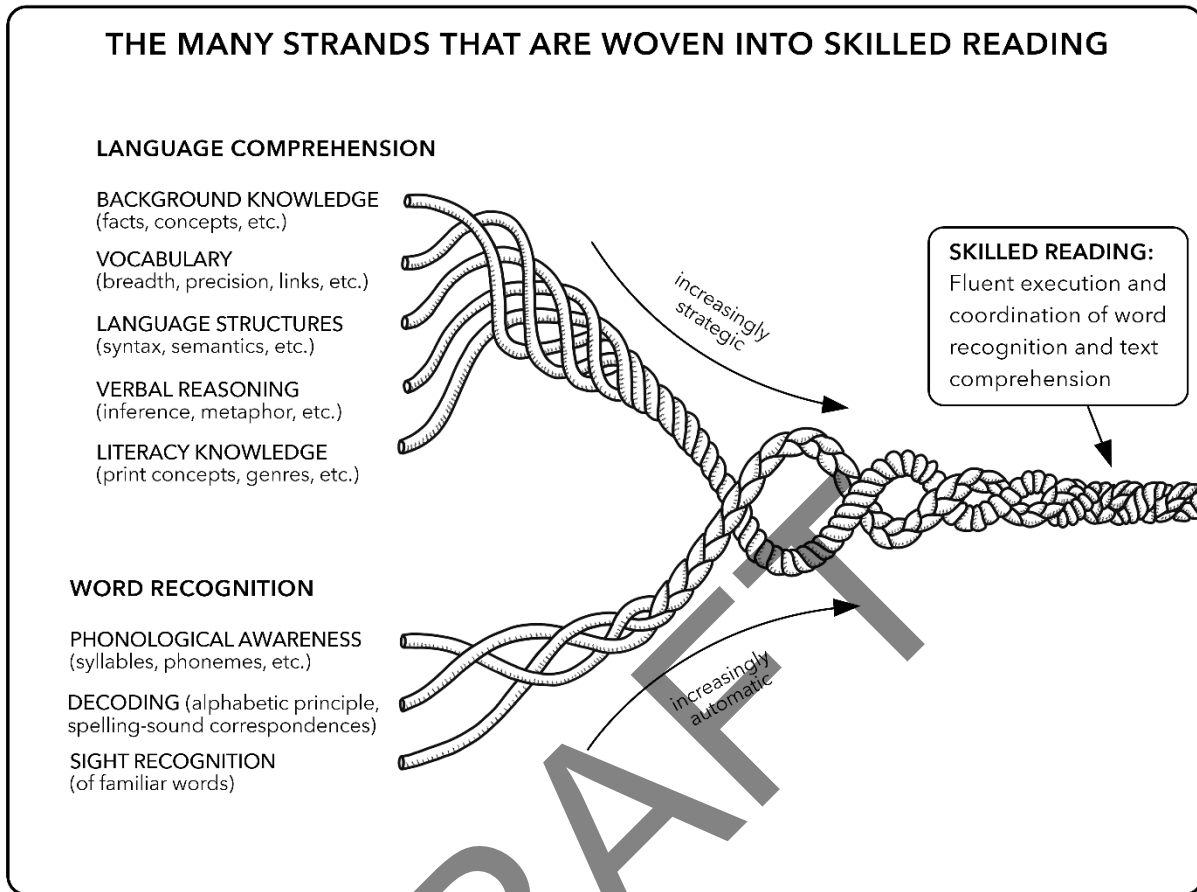 THE MANY STRANDS THAT ARE WOVEN INTO SKILLED READING
LANGUAGE COMPREHENSION
BACKGROUND KNOWLEDGE
(facts, concepts, etc.)
VOCABULARY
(breadth, precision, links, etc.)
LANGUAGE STRUCTURES
(syntax, semantics, etc.)
VERBAL REASONING
(inference, metaphor, etc.)
LITERACY KNOWLEDGE
(print concepts, genres, etc.)
increasingly
strategic
SKILLED READING:
Fluent execution and
coordination of word
recognition and text
comprehension
WORD RECOGNITION
PHONOLOGICAL AWARENESS
(syllables, phonemes, etc.)
DECODING (alphabetic principle,
spelling-sound correspondences)
SIGHT RECOGNITION
(of familiar words)
increasingly
automatic
DRAFT